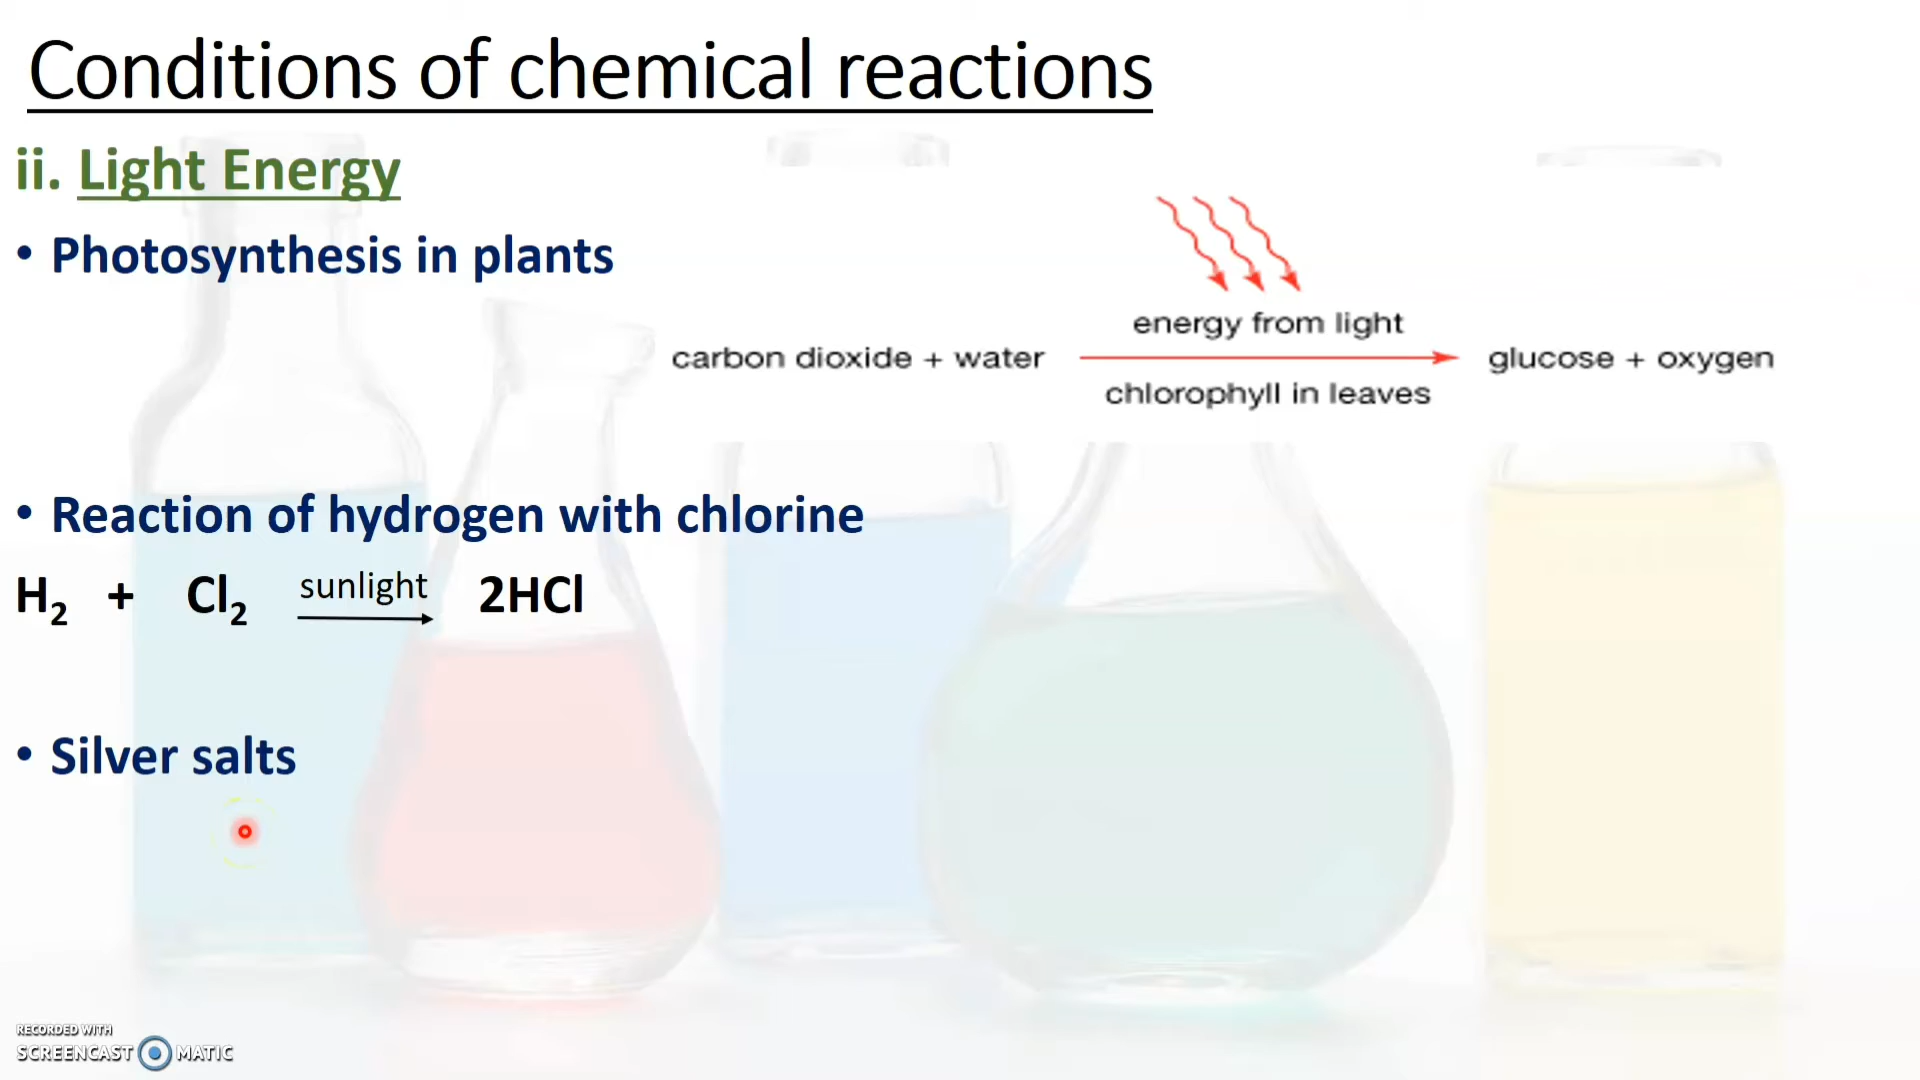 Conditions of chemical reactions
ii. Light Energy
• Photosynthesis in plants
energy from light
carbon dioxide + water glucose + oxygen
chlorophyll in leaves
• Reaction of hydrogen with chlorine
sunlight
H₂ + Cl₂ 2HCl
• Silver salts
RECORDED WITH
SCREENCAST MATIC